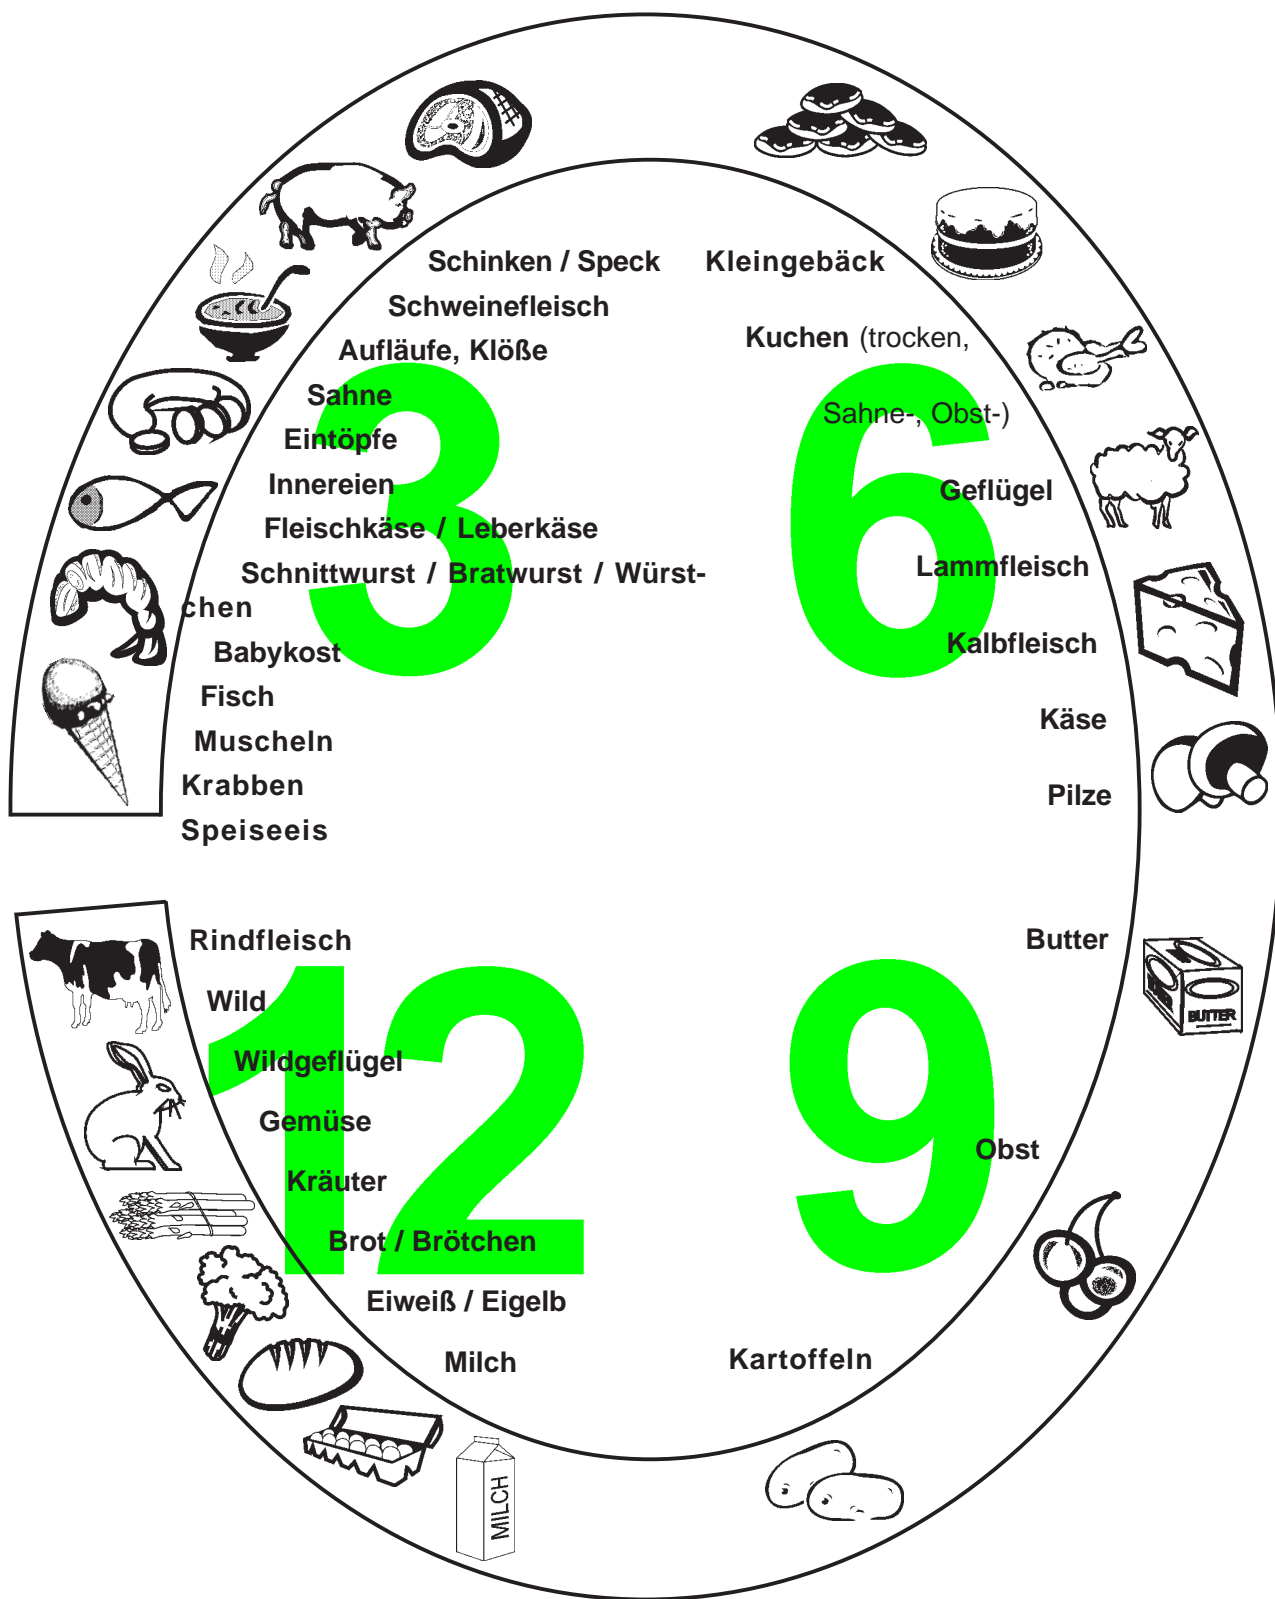 Schinken / Speck
Schweinefleisch
Aufläufe, Klöße
Sahne
Eintöpfe
Innereien
Fleischkäse / Leberkäse
Schnittwurst / Bratwurst / Würst-
chen
Babykost
Fisch
Muscheln
Krabben
Speiseeis
3
Kleingebäck
Kuchen (trocken,
Sahne-, Obst-)
Geflügel
Lammfleisch
Kalbfleisch
Käse
Pilze
6
Rindfleisch
Wild
Wildgeflügel
Gemüse
Kräuter
Brot / Brötchen
Eiweiß / Eigelb
Milch
12
MILCH
Butter
Obst
Kartoffeln
9
BUTTER